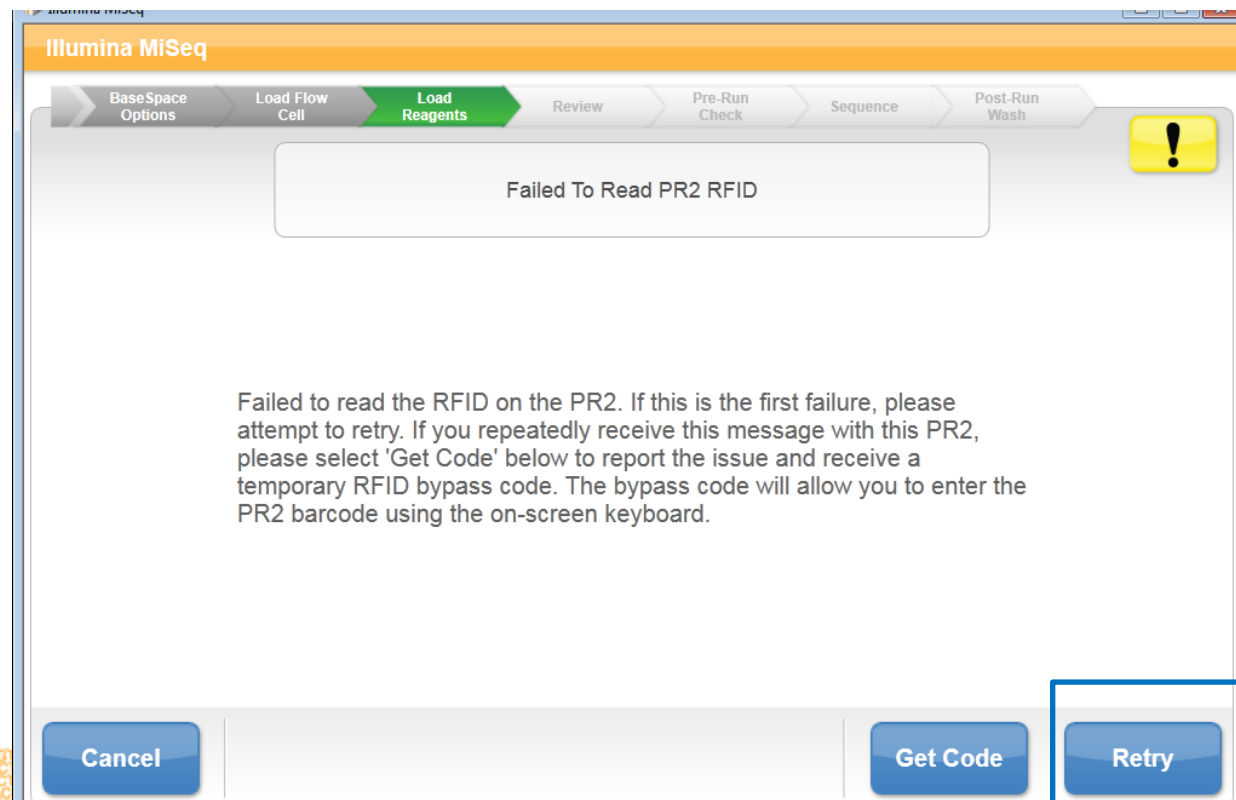 Illumina MiSeq
Illumina MiSeq
BaseSpace
Options
Load Flow
Cell
Load
Reagents
Review
Pre-Run
Check
Sequence
Post-Run
Wash
!
Failed To Read PR2 RFID
Failed to read the RFID on the PR2. If this is the first failure, please
attempt to retry. If you repeatedly receive this message with this PR2,
please select 'Get Code' below to report the issue and receive a
temporary RFID bypass code. The bypass code will allow you to enter the
PR2 barcode using the on-screen keyboard.
Cancel
Get Code
Retry